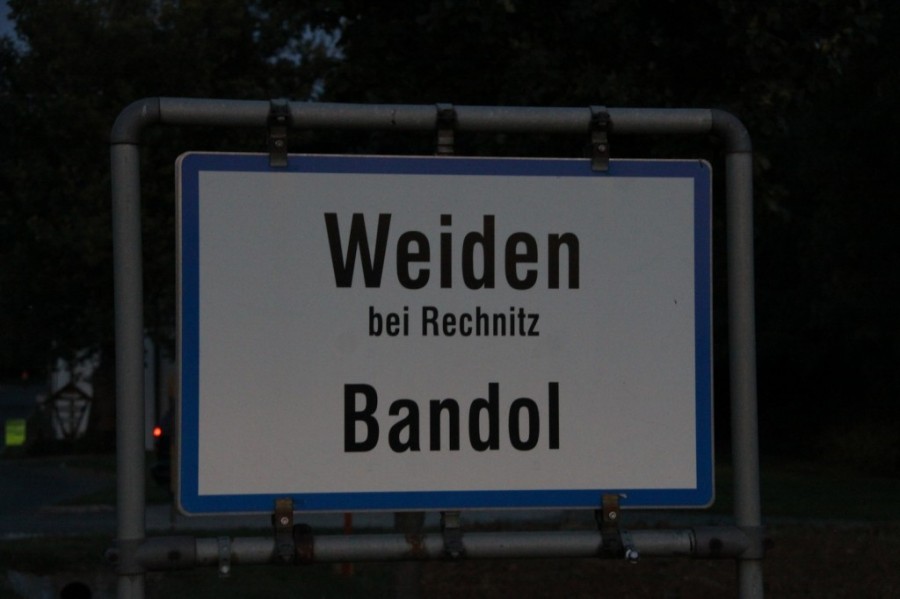 Weiden
bei Rechnitz
Bandol